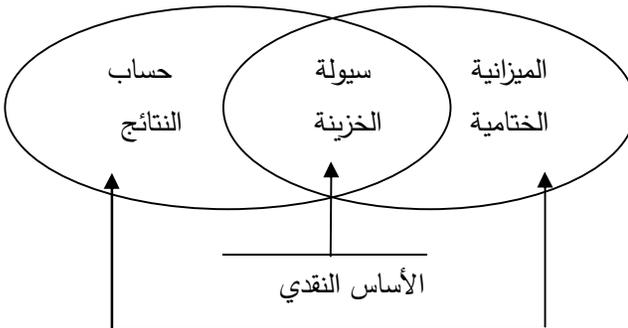 الميزانية
الختامية
سيولة
الخزينة
حساب
النتائج
الأساس النقدي